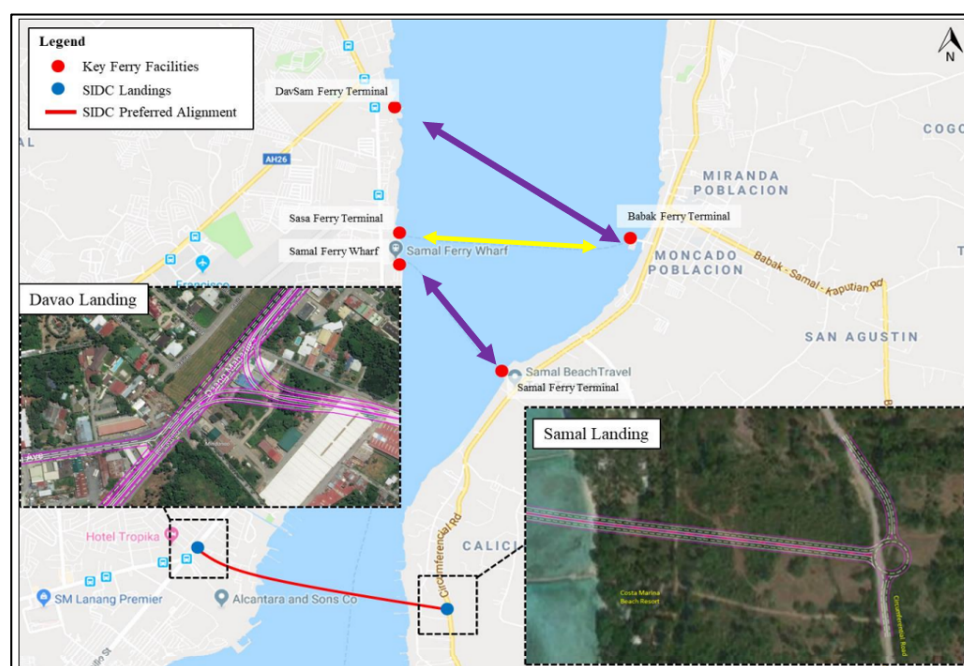 Legend
Key Ferry Facilities
SIDC Landings
SIDC Preferred Alignment
N
DavSam Ferry Terminal
AH26
COGO
MIRANDA
POBLACION
Sasa Ferry Terminal
Babak Ferry Terminal
Samal Ferry Wharf
Samal Ferry Wharf
MONCADO
POBLACION
Babak - Samal - Kaputian Rd
Davao Landing
SAN AGUSTIN
Samal BeachTravel
Samal Ferry Terminal
Samal Landing
Ave
Hotel Tropika
CALICI
Circumferencial Rd
SM Lanang Premier
Alcantara and Sons Co
Costa Marina
Beach Resort
Circumferential Road